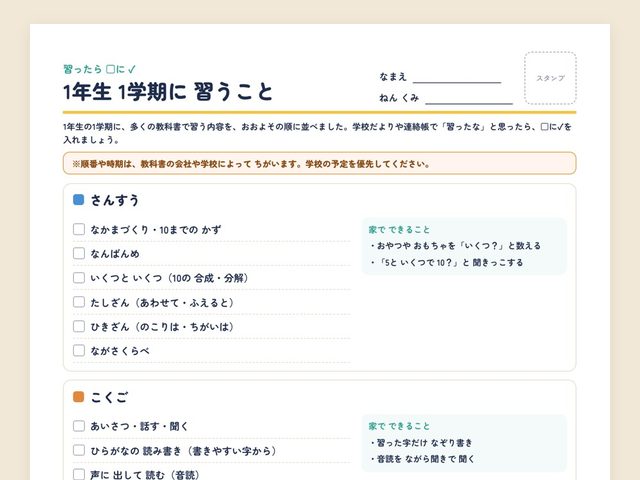 習ったら □に ✓
1年生 1学期に 習うこと
なまえ
ねん くみ
スタンプ
1年生の1学期に、多くの教科書で習う内容を、おおよその順に並べました。学校だよりや連絡帳で「習ったな」と思ったら、□に✓を
入れましょう。
※順番や時期は、教科書の会社や学校によって ちがいます。学校の予定を優先してください。
さんすう
なかまづくり・10までの かず
なんばんめ
いくつと いくつ（10の 合成・分解）
たしざん（あわせて・ふえると）
ひきざん（のこりは・ちがいは）
ながさくらべ
家で できること
・おやつや おもちゃを「いくつ？」と数える
・「5と いくつで 10？」と 聞きっこする
こくご
あいさつ・話す・聞く
ひらがなの 読み書き（書きやすい字から）
声に 出して 読む（音読）
家で できること
・習った字だけ なぞり書き
・音読を ながら聞きで 聞く